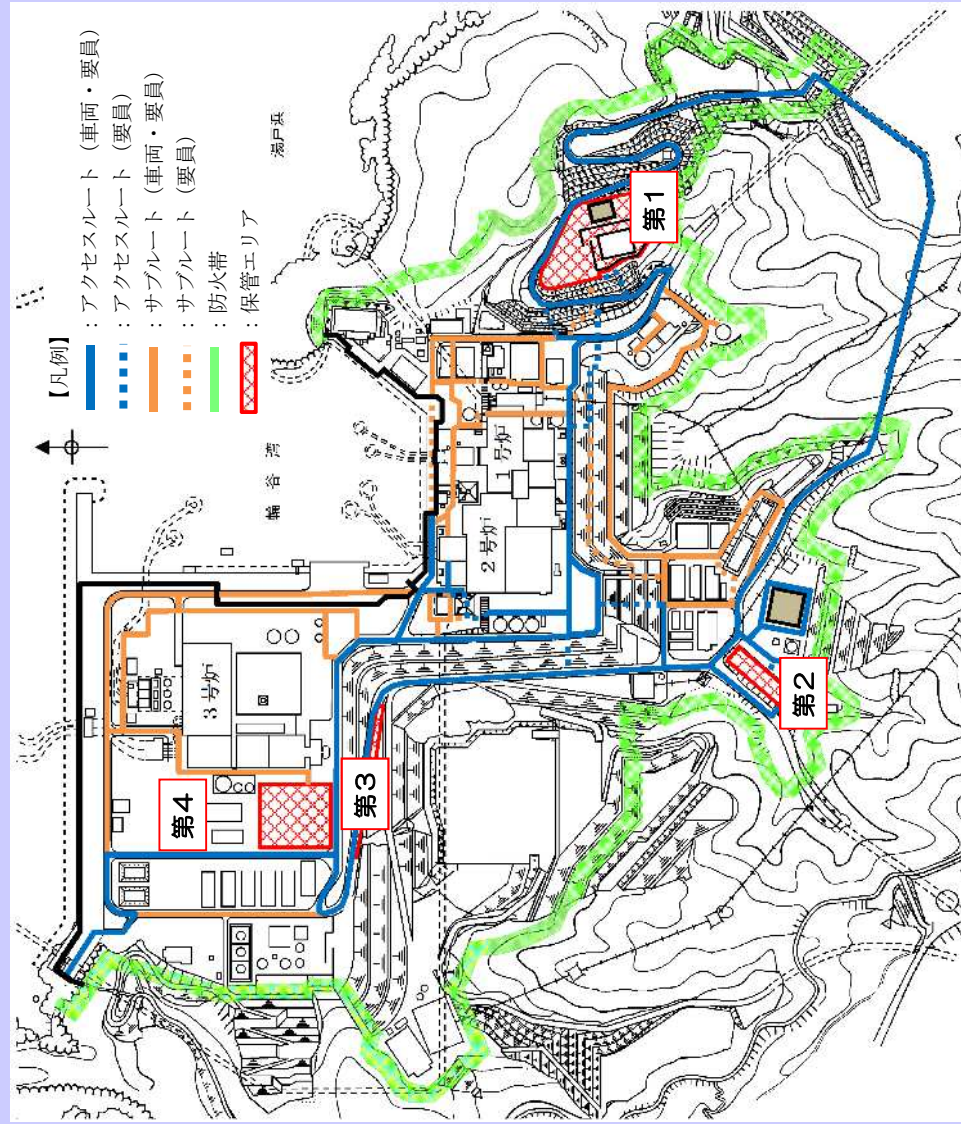 【凡例】
：アクセスルート（車両・要員）
：アクセスルート（要員）
：サブルート（車両・要員）
：サブルート（要員）
：防火帯
：保管エリア
湯戸浜
輪谷湾
3号炉
2号炉
1号炉
第4
第3
第1
第2